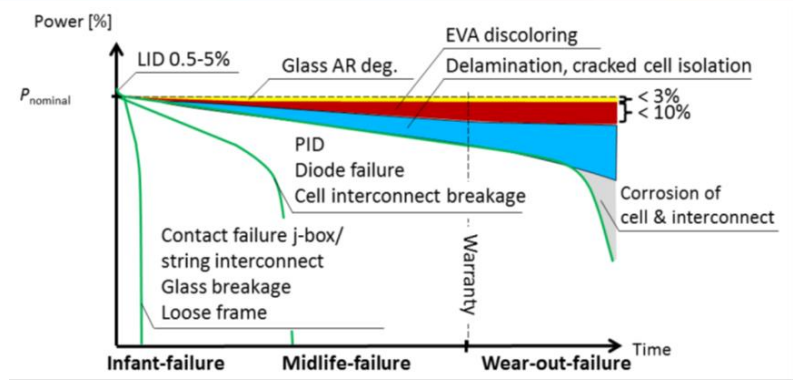 Power [%]
LID 0.5-5%
Glass AR deg.
EVA discoloring
Delamination, cracked cell isolation
Pnominal
< 3%
< 10%
PID
Diode failure
Cell interconnect breakage
Corrosion of
cell & interconnect
Contact failure j-box/
string interconnect
Glass breakage
Loose frame
Warranty
Time
Infant-failure
Midlife-failure
Wear-out-failure